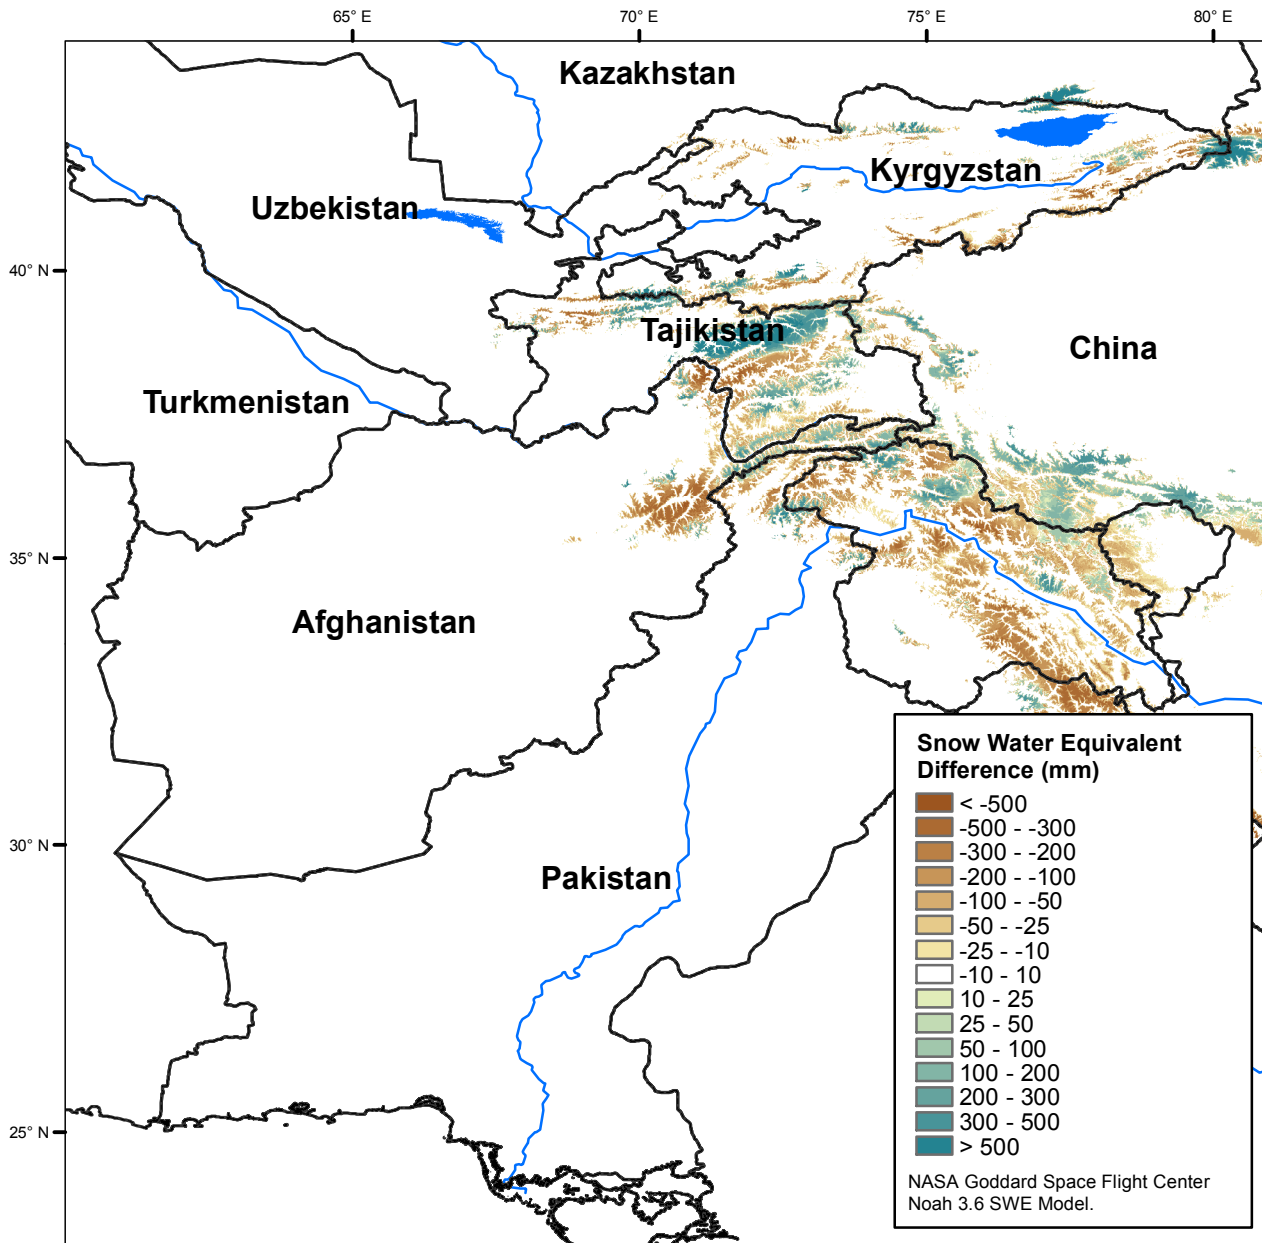 65° E
70° E
75° E
80° E
Kazakhstan
Kyrgyzstan
Uzbekistan
40° N
Tajikistan
China
Turkmenistan
35° N
Afghanistan
Snow Water Equivalent
Difference (mm)
< -500
-500 - -300
-300 - -200
-200 - -100
-100 - -50
-50 - -25
-25 - -10
-10 - 10
10 - 25
25 - 50
50 - 100
100 - 200
200 - 300
300 - 500
> 500
NASA Goddard Space Flight Center
Noah 3.6 SWE Model.
30° N
Pakistan
25° N